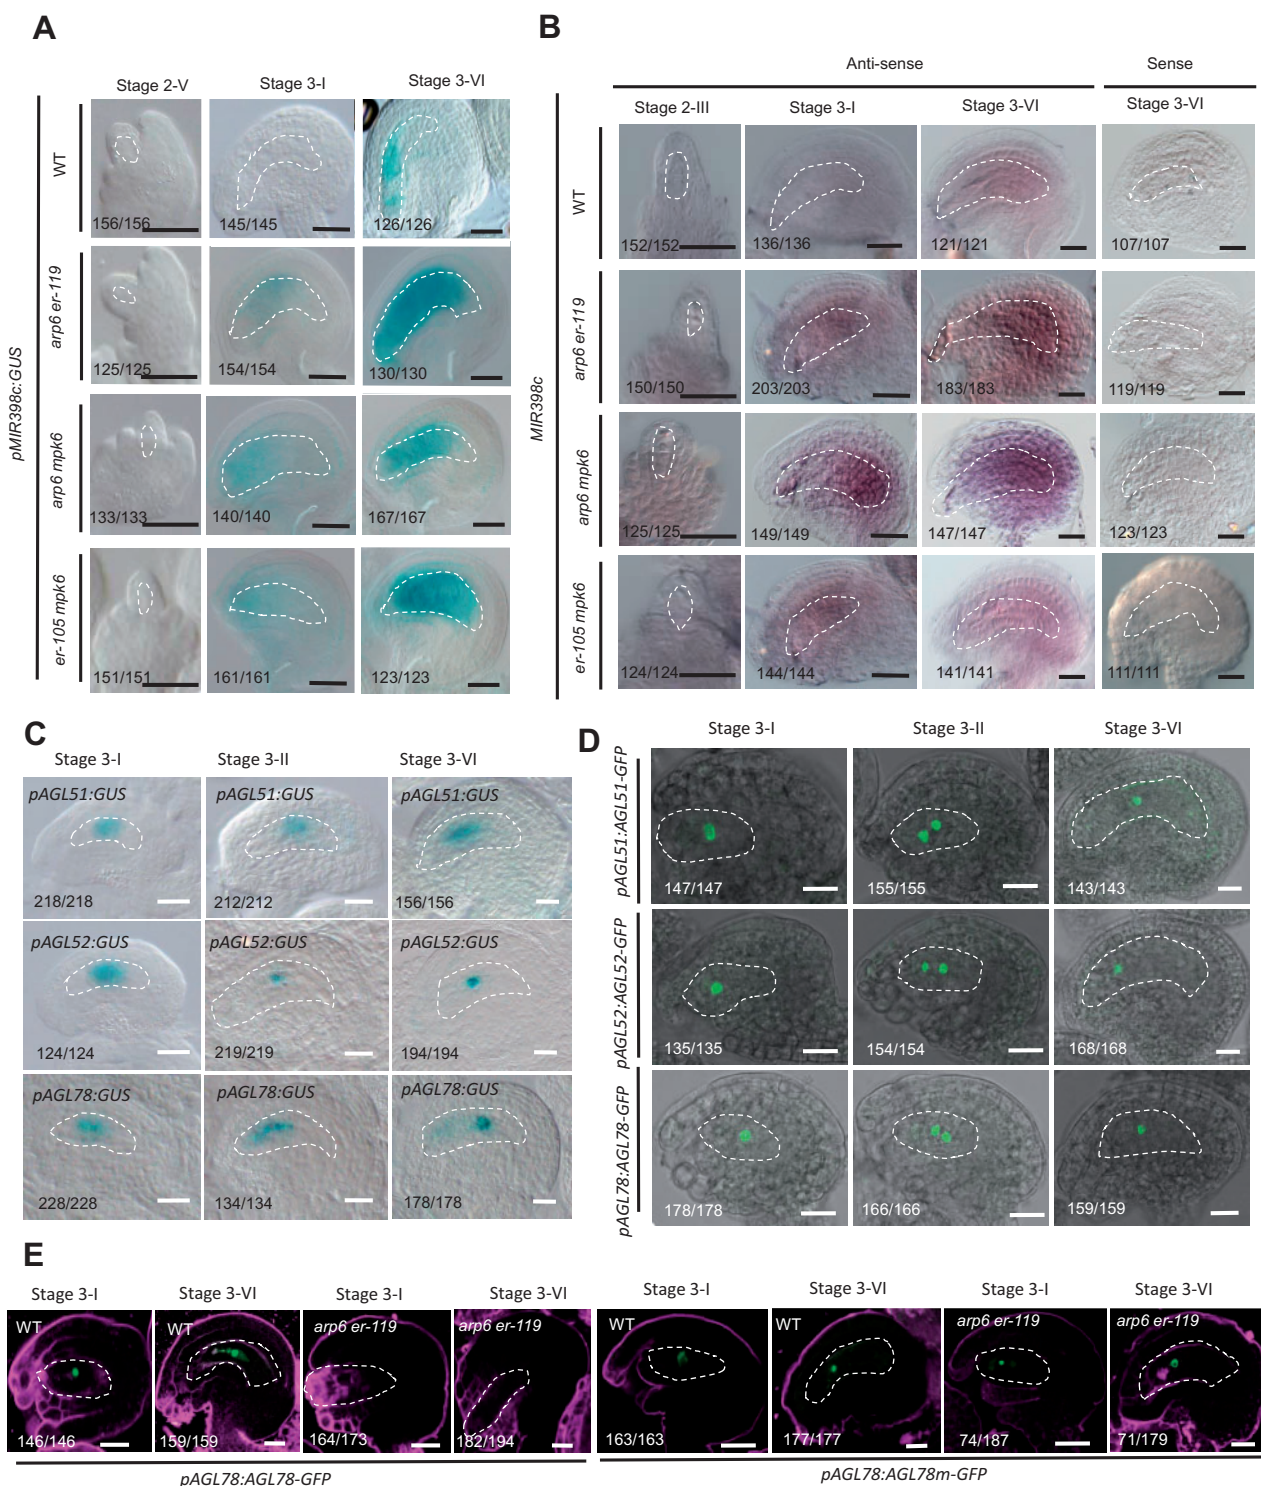 A
Stage 2-V
Stage 3-I
Stage 3-VI
pMIR398c:GUS
WT
156/156
145/145
126/126
arp6 er-119
125/125
154/154
130/130
arp6 mpk6
133/133
140/140
167/167
er-105 mpk6
151/151
161/161
123/123
B
Anti-sense
Sense
Stage 2-III
Stage 3-I
Stage 3-VI
Stage 3-VI
MIR398c
WT
152/152
136/136
121/121
107/107
arp6 er-119
150/150
203/203
183/183
119/119
arp6 mpk6
125/125
149/149
147/147
123/123
er-105 mpk6
124/124
144/144
141/141
111/111
C
Stage 3-I
Stage 3-II
Stage 3-VI
pAGL51:GUS
pAGL51:GUS
pAGL51:GUS
218/218
212/212
156/156
pAGL52:GUS
pAGL52:GUS
pAGL52:GUS
124/124
219/219
194/194
pAGL78:GUS
pAGL78:GUS
pAGL78:GUS
228/228
134/134
178/178
D
Stage 3-I
Stage 3-II
Stage 3-VI
pAGL51:AGL51-GFP
147/147
155/155
143/143
pAGL52:AGL52-GFP
135/135
154/154
168/168
pAGL78:AGL78-GFP
178/178
166/166
159/159
E
Stage 3-I
Stage 3-VI
Stage 3-I
Stage 3-VI
Stage 3-I
Stage 3-VI
Stage 3-I
Stage 3-VI
WT
WT
arp6 er-119
arp6 er-119
WT
WT
arp6 er-119
arp6 er-119
146/146
159/159
164/173
182/194
163/163
177/177
74/187
71/179
pAGL78:AGL78-GFP
pAGL78:AGL78m-GFP